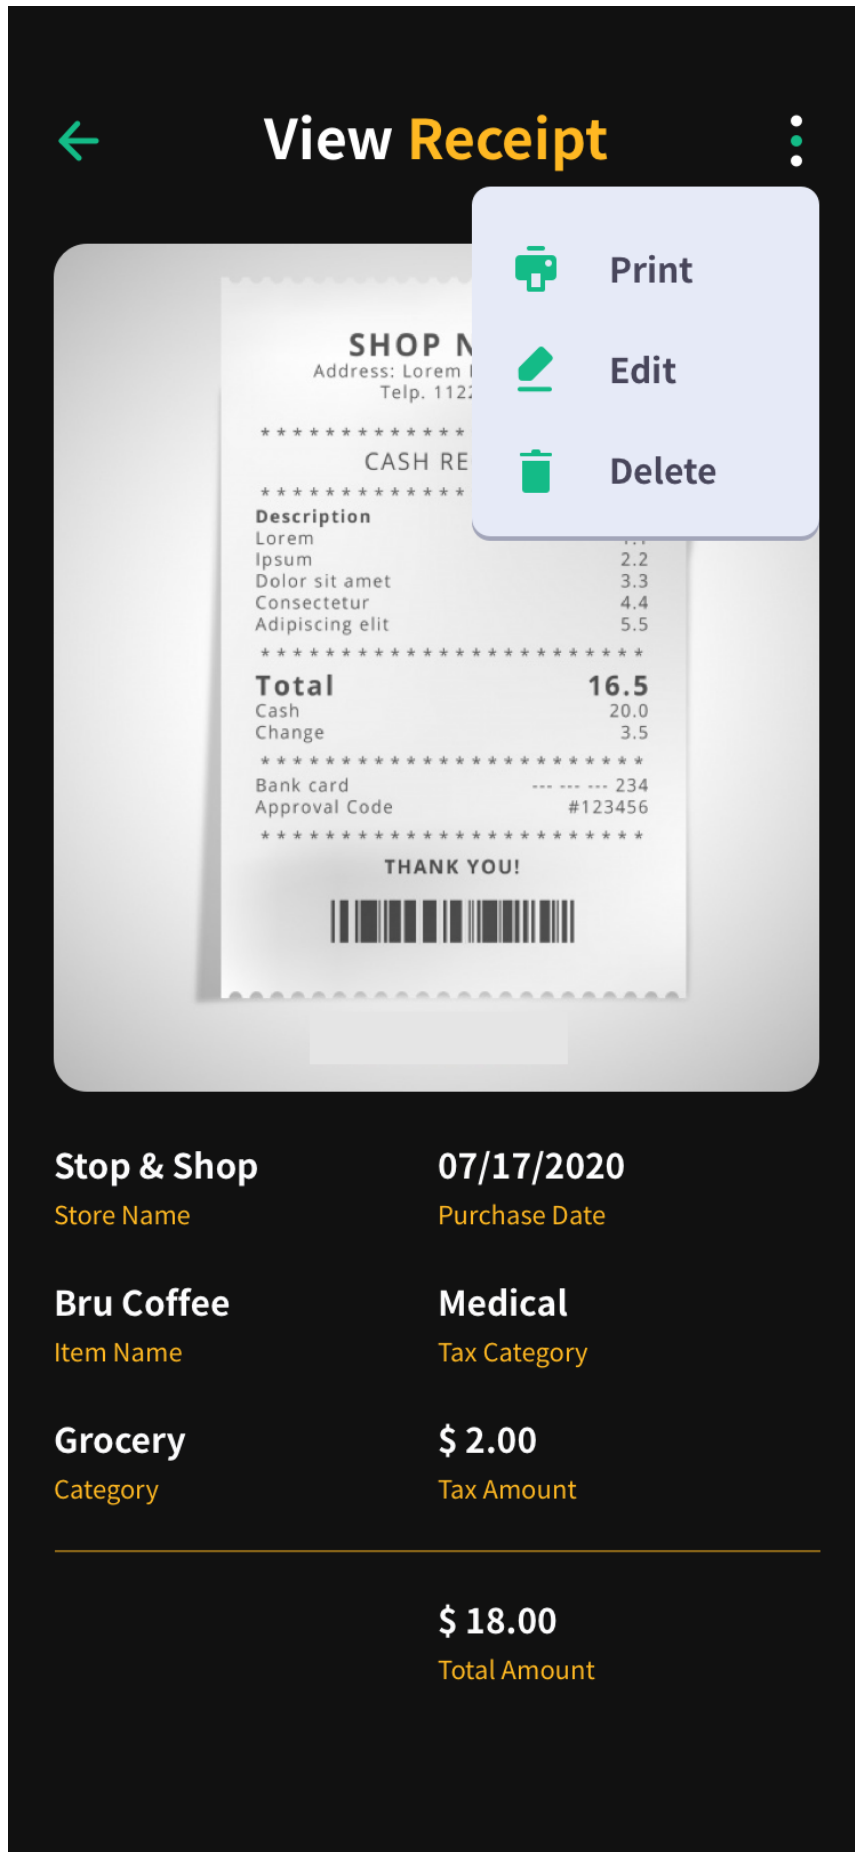 View Receipt
Print
Edit
Delete
SHOP
Address: Lorem
Telp.
* * * * * * * * * * * * *
CASH
* * * * * * * * * * * * *
Description
Lorem
Ipsum 2.2
Dolor sit amet 3.3
Consectetur 4.4
Adipiscing elit 5.5
* * * * * * * * * * * * * * * * * * * * * * * *
Total 16.5
Cash 20.0
Change 3.5
* * * * * * * * * * * * * * * * * * * * * * * *
Bank card --- --- --- 234
Approval Code #123456
* * * * * * * * * * * * * * * * * * * * * * * *
THANK YOU!
Stop & Shop 07/17/2020
Store Name Purchase Date
Bru Coffee Medical
Item Name Tax Category
Grocery $ 2.00
Category Tax Amount
$ 18.00
Total Amount